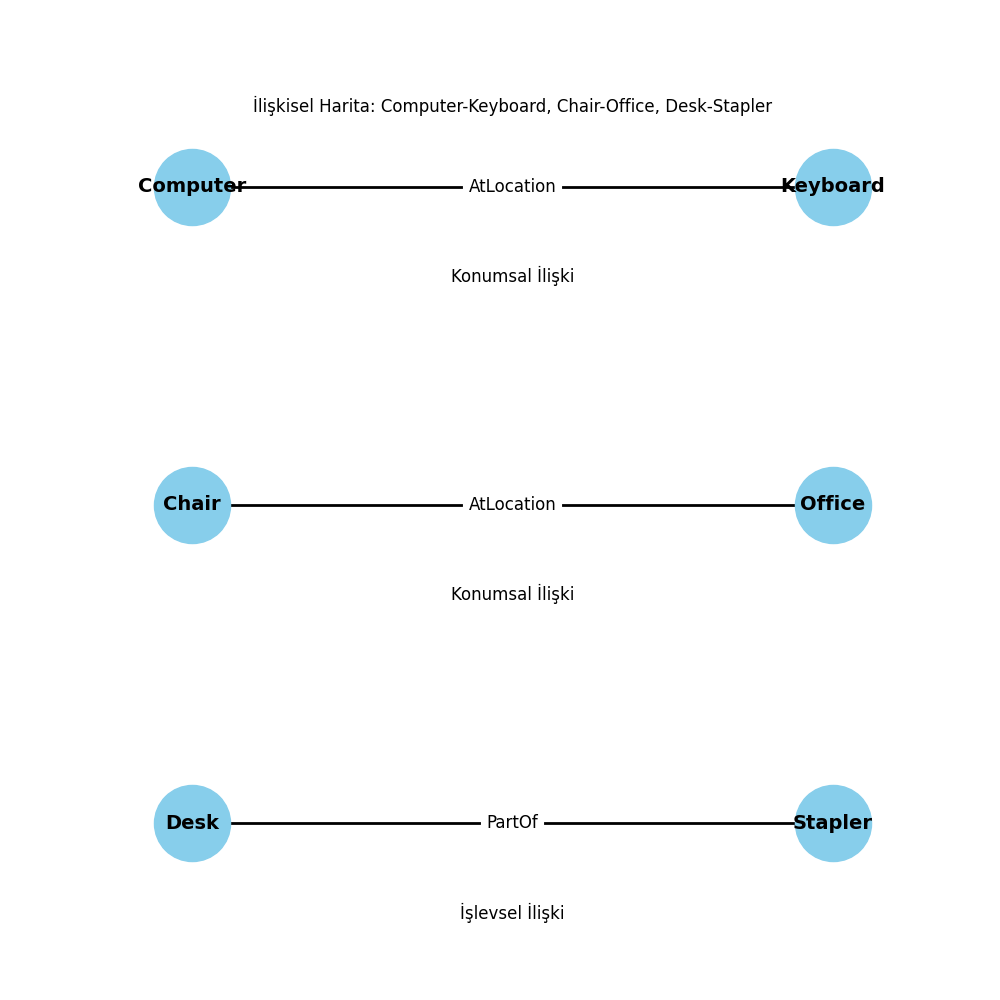 İlişkisel Harita: Computer-Keyboard, Chair-Office, Desk-Stapler
Computer AtLocation Keyboard
Konumsal İlişki
Chair AtLocation Office
Konumsal İlişki
Desk PartOf Stapler
İşlevsel İlişki